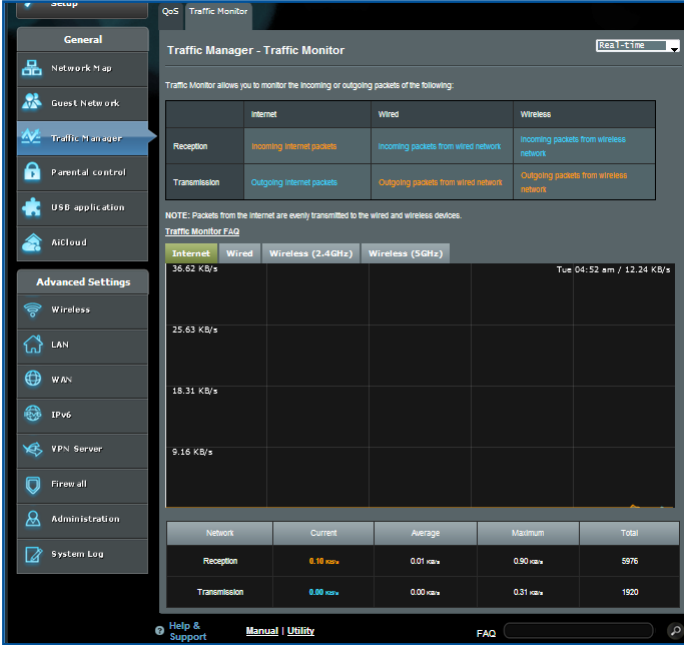 Setup
QoS Traffic Monitor
General
Network Map
Guest Network
Traffic Manager
Parental control
USB application
AiCloud
Advanced Settings
Wireless
LAN
WAN
IPv6
VPN Server
Firewall
Administration
System Log
Traffic Manager - Traffic Monitor
Real-time
Traffic Monitor allows you to monitor the incoming or outgoing packets of the following:
Internet Wired Wireless
Reception Incoming Internet packets Incoming packets from wired network Incoming packets from wireless
network
Transmission Outgoing Internet packets Outgoing packets from wired network Outgoing packets from wireless
network
NOTE: Packets from the Internet are evenly transmitted to the wired and wireless devices.
Traffic Monitor FAQ
Internet Wired Wireless (2.4GHz) Wireless (5GHz)
36.62 KB/s Tue 04:52 am / 12.24 KB/s
25.63 KB/s
18.31 KB/s
9.16 KB/s
Network Current Average Maximum Total
Reception 0.10 KB/s 0.01 KB/s 0.90 KB/s 5976
Transmission 0.00 KB/s 0.00 KB/s 0.31 KB/s 1920
Help &
Support
Manual | Utility
FAQ